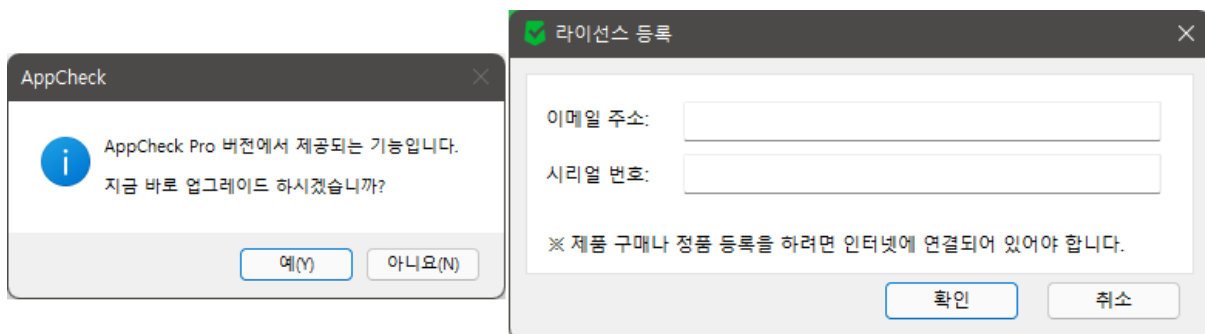 AppCheck
AppCheck Pro 버전에서 제공되는 기능입니다.
지금 바로 업그레이드 하시겠습니까?
예(Y)
아니요(N)
라이선스 등록
이메일 주소:
시리얼 번호:
※ 제품 구매나 정품 등록을 하려면 인터넷에 연결되어 있어야 합니다.
확인
취소